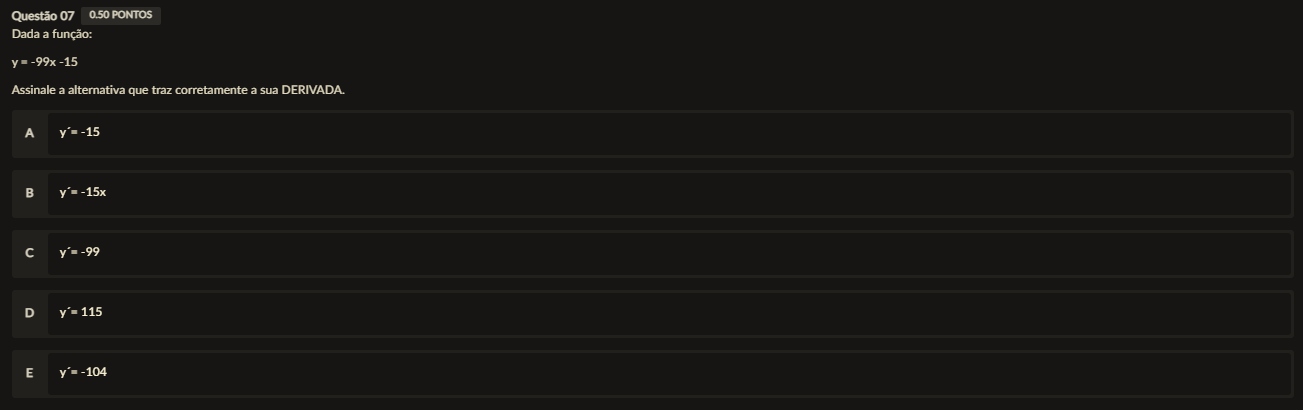 Questão 07 0.50 PONTOS
Dada a função:
y = -99x -15
Assinale a alternativa que traz corretamente a sua DERIVADA.
A y´= -15
B y´= -15x
C y´= -99
D y´= 115
E y´= -104